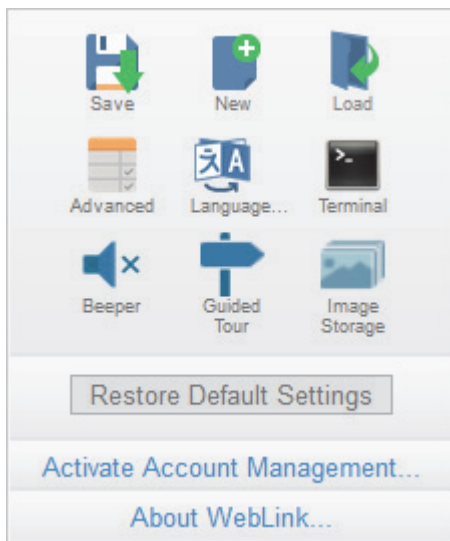 Save New Load
Advanced Language... Terminal
Beeper Guided Tour Image Storage
Restore Default Settings
Activate Account Management...
About WebLink...